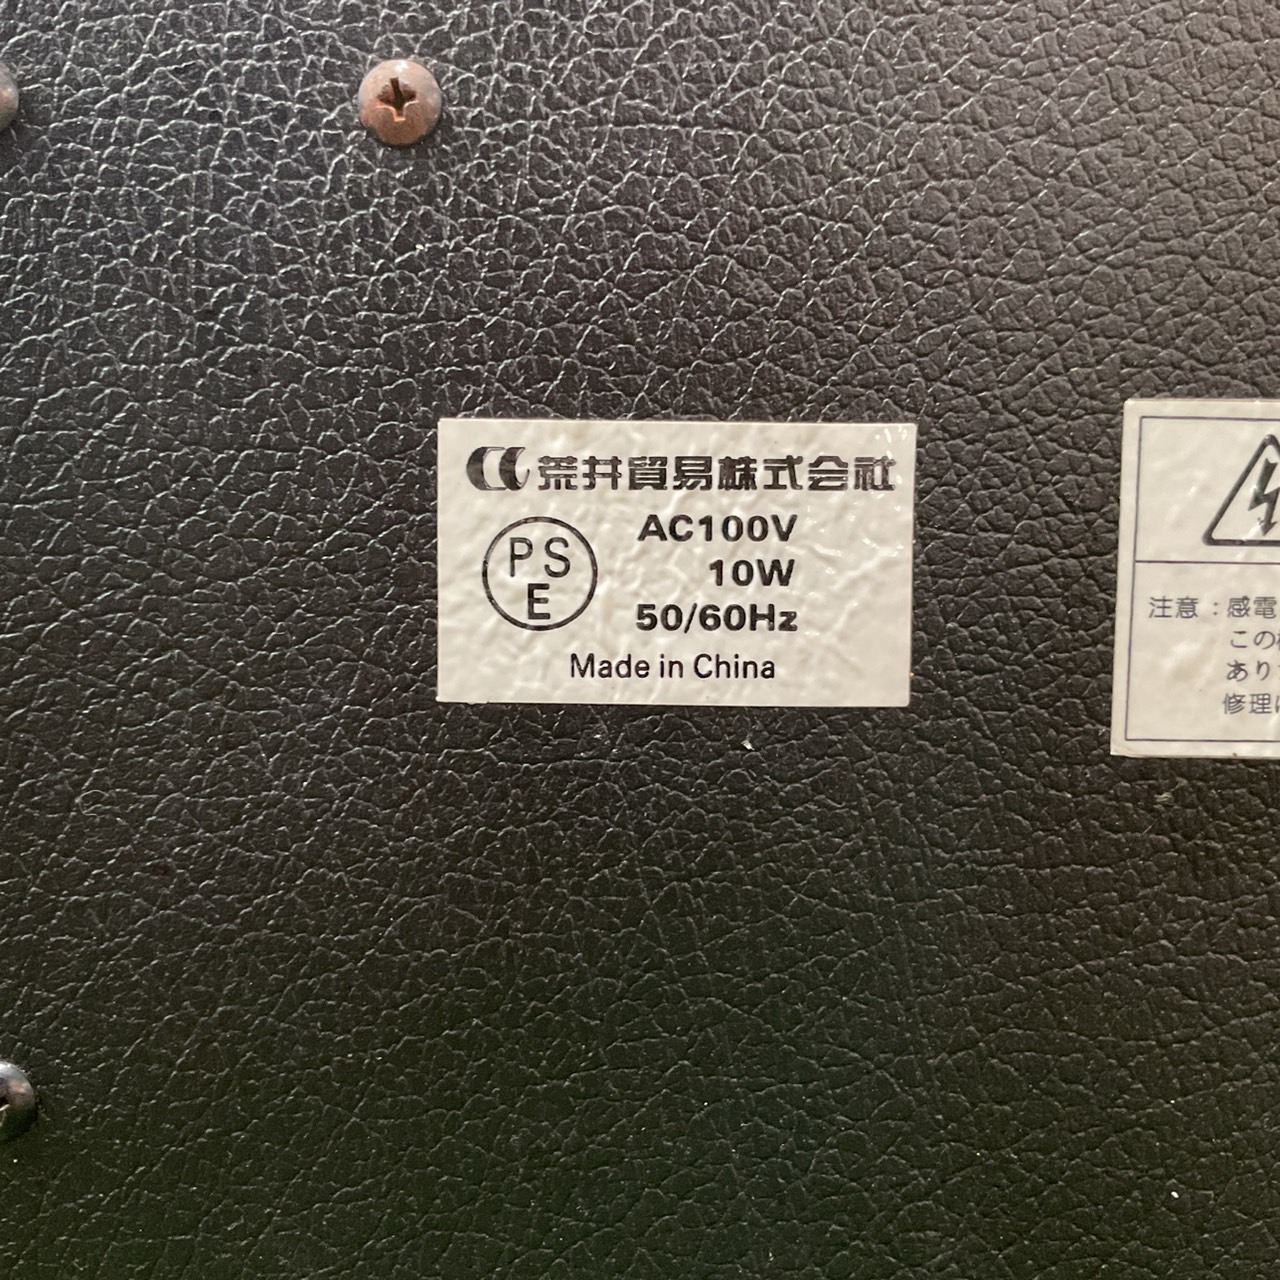 荒井貿易株式会社
PSE
AC100V
10W
50/60Hz
Made in China
注意：感電
この
あり
修理